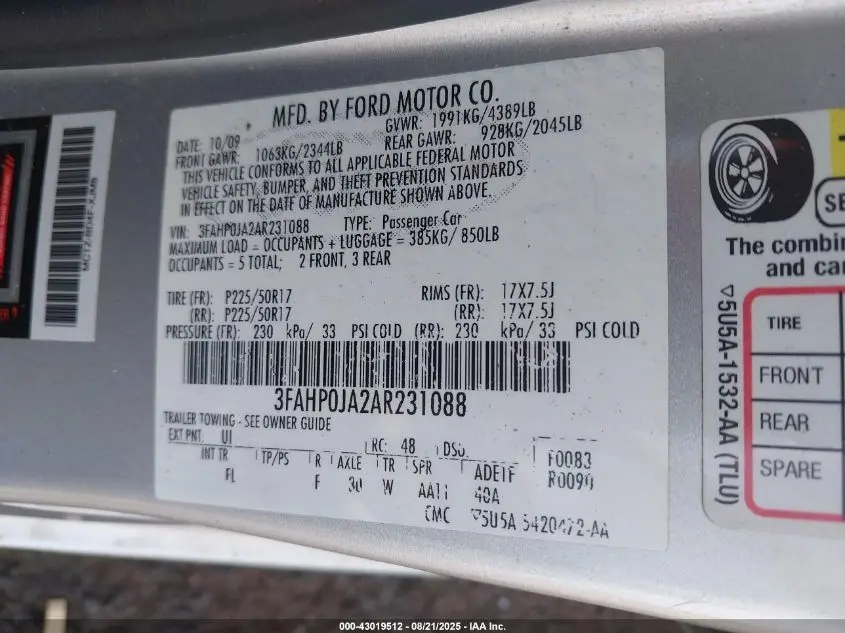 MFD. BY FORD MOTOR CO.
DATE: 10/09 GVWR: 1991KG/4389LB
FRONT GAWR: 1063KG/2344LB REAR GAWR: 928KG/2045LB
THIS VEHICLE CONFORMS TO ALL APPLICABLE FEDERAL MOTOR
VEHICLE SAFETY, BUMPER, AND THEFT PREVENTION STANDARDS
IN EFFECT ON THE DATE OF MANUFACTURE SHOWN ABOVE.
VIN: 3FAHP0JA2AR231088 TYPE: Passenger Car
MAXIMUM LOAD = OCCUPANTS + LUGGAGE = 385KG/ 850LB
OCCUPANTS = 5 TOTAL; 2 FRONT, 3 REAR
TIRE (FR): P225/50R17 RIMS (FR): 17X7.5J
(RR): P225/50R17 (RR): 17X7.5J
PRESSURE (FR): 230 kPa/ 33 PSI COLD (RR): 230 kPa/ 33 PSI COLD
3FAHP0JA2AR231088
TRAILER TOWING - SEE OWNER GUIDE
EXT PNT: UI RC: 48 DSO: F0083
INT TR TP/PS R AXLE TR SPR R0090
FL F 30 W AA11 40A
CMC ▽5U5A 5420472-AA
The combin
and car
TIRE
FRONT
REAR
SPARE
▽5U5A-1532-AA (TLU)
000-43019512 - 08/21/2025 - IAA Inc.